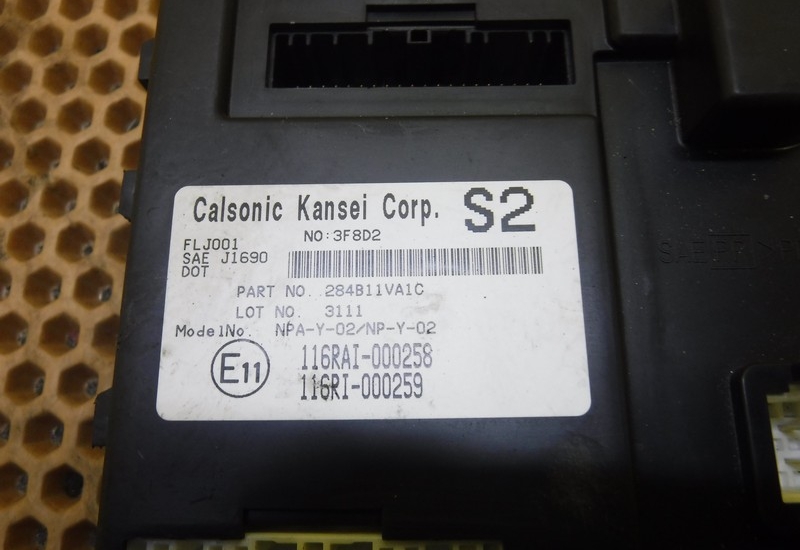 Calsonic Kansei Corp. S2
NO:3F8D2
FLJ001
SAE J1690
DOT
PART NO. 284B11VA1C
LOT NO. 3111
ModelNo. NPA-Y-02/NP-Y-02
E11
116RAI-000258
116RI-000259